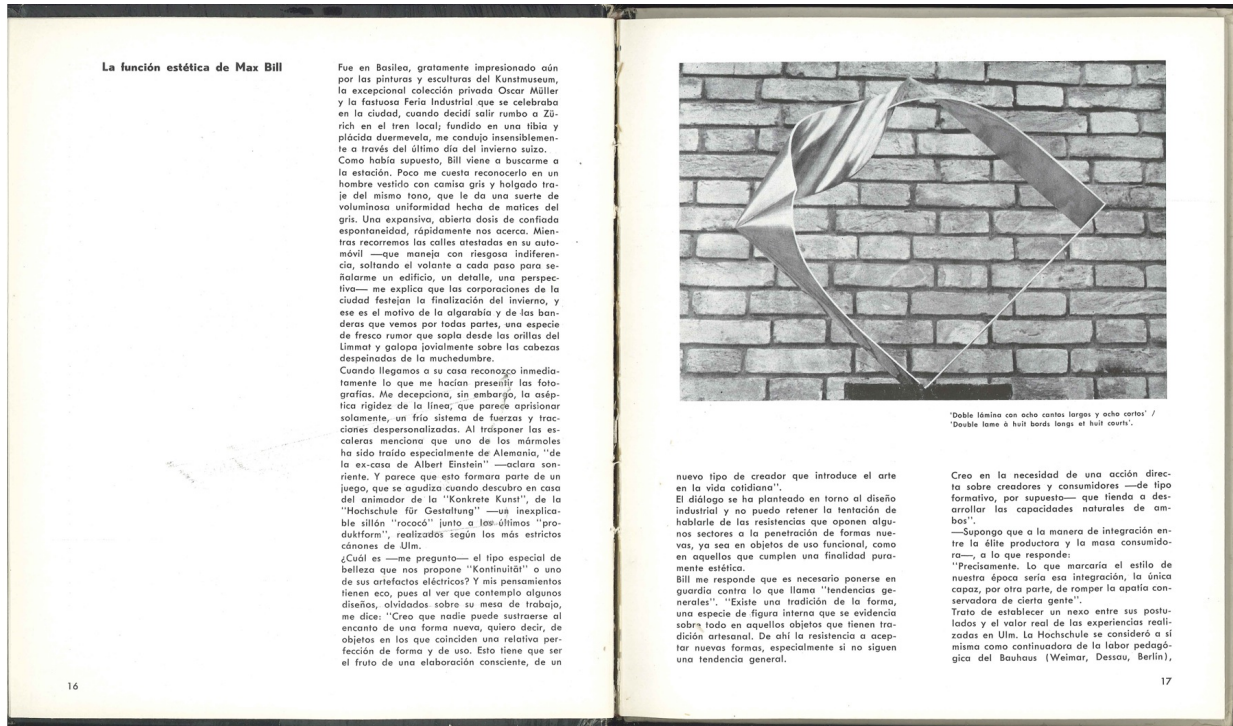 La función estética de Max Bill
Fue en Basilea, gratamente impresionado aún
por las pinturas y esculturas del Kunstmuseum,
la excepcional colección privada Oscar Müller
y la fastuosa Feria Industrial que se celebraba
en la ciudad, cuando decidí salir rumbo a Zü-
rich en el tren local; fundido en una tibia y
plácida duermevela, me condujo insensiblemen-
te a través del último día del invierno suizo.
Como había supuesto, Bill viene a buscarme a
la estación. Poco me cuesta reconocerlo en un
hombre vestido con camisa gris y holgado tra-
je del mismo tono, que le da una suerte de
voluminosa uniformidad hecha de matices del
gris. Una expansiva, abierta dosis de confiada
espontaneidad, rápidamente nos acerca. Mien-
tras recorremos las calles atestadas en su auto-
móvil —que maneja con riesgosa indiferen-
cia, soltando el volante a cada paso para se-
ñalarme un edificio, un detalle, una perspec-
tiva— me explica que las corporaciones de la
ciudad festejan la finalización del invierno, y
ese es el motivo de la algarabía y de las ban-
deras que vemos por todas partes, una especie
de fresco rumor que sopla desde las orillas del
Limmat y galopa jovialmente sobre las cabezas
despeinadas de la muchedumbre.
Cuando llegamos a su casa reconozco inmedia-
tamente lo que me hacían presentir las foto-
grafías. Me decepciona, sin embargo, la asép-
tica rigidez de la línea, que parece aprisionar
solamente, un frío sistema de fuerzas y trac-
ciones despersonalizadas. Al trasponer las es-
caleras menciona que uno de los mármoles
ha sido traído especialmente de Alemania, "de
la ex-casa de Albert Einstein" —aclara son-
riente. Y parece que esto formara parte de un
juego, que se agudiza cuando descubro en casa
del animador de la "Konkrete Kunst", de la
"Hochschule für Gestaltung" —un inexplica-
ble sillón "rococó" junto a los últimos "pro-
duktform", realizados según los más estrictos
cánones de Ulm.
¿Cuál es —me pregunto— el tipo especial de
belleza que nos propone "Kontinuität" o uno
de sus artefactos eléctricos? Y mis pensamientos
tienen eco, pues al ver que contemplo algunos
diseños, olvidados sobre su mesa de trabajo,
me dice: "Creo que nadie puede sustraerse al
encanto de una forma nueva, quiero decir, de
objetos en los que coinciden una relativa per-
fección de forma y de uso. Esto tiene que ser
el fruto de una elaboración consciente, de un
16
'Doble lámina con ocho cantos largos y ocho cortos' /
'Double lame à huit bords longs et huit courts'.
nuevo tipo de creador que introduce el arte
en la vida cotidiana".
El diálogo se ha planteado en torno al diseño
industrial y no puedo retener la tentación de
hablarle de las resistencias que oponen algu-
nos sectores a la penetración de formas nue-
vas, ya sea en objetos de uso funcional, como
en aquellos que cumplen una finalidad pura-
mente estética.
Bill me responde que es necesario ponerse en
guardia contra lo que llama "tendencias ge-
nerales". "Existe una tradición de la forma,
una especie de figura interna que se evidencia
sobre todo en aquellos objetos que tienen tra-
dición artesanal. De ahí la resistencia a acep-
tar nuevas formas, especialmente si no siguen
una tendencia general.
Creo en la necesidad de una acción direc-
ta sobre creadores y consumidores —de tipo
formativo, por supuesto— que tienda a des-
arrollar las capacidades naturales de am-
bos".
—Supongo que a la manera de integración en-
tre la élite productora y la masa consumido-
ra—, a lo que responde:
"Precisamente. Lo que marcaría el estilo de
nuestra época sería esa integración, la única
capaz, por otra parte, de romper la apatía con-
servadora de cierta gente".
Trato de establecer un nexo entre sus postu-
lados y el valor real de las experiencias reali-
zadas en Ulm. La Hochschule se consideró a sí
misma como continuadora de la labor pedagó-
gica del Bauhaus (Weimar, Dessau, Berlín),
17